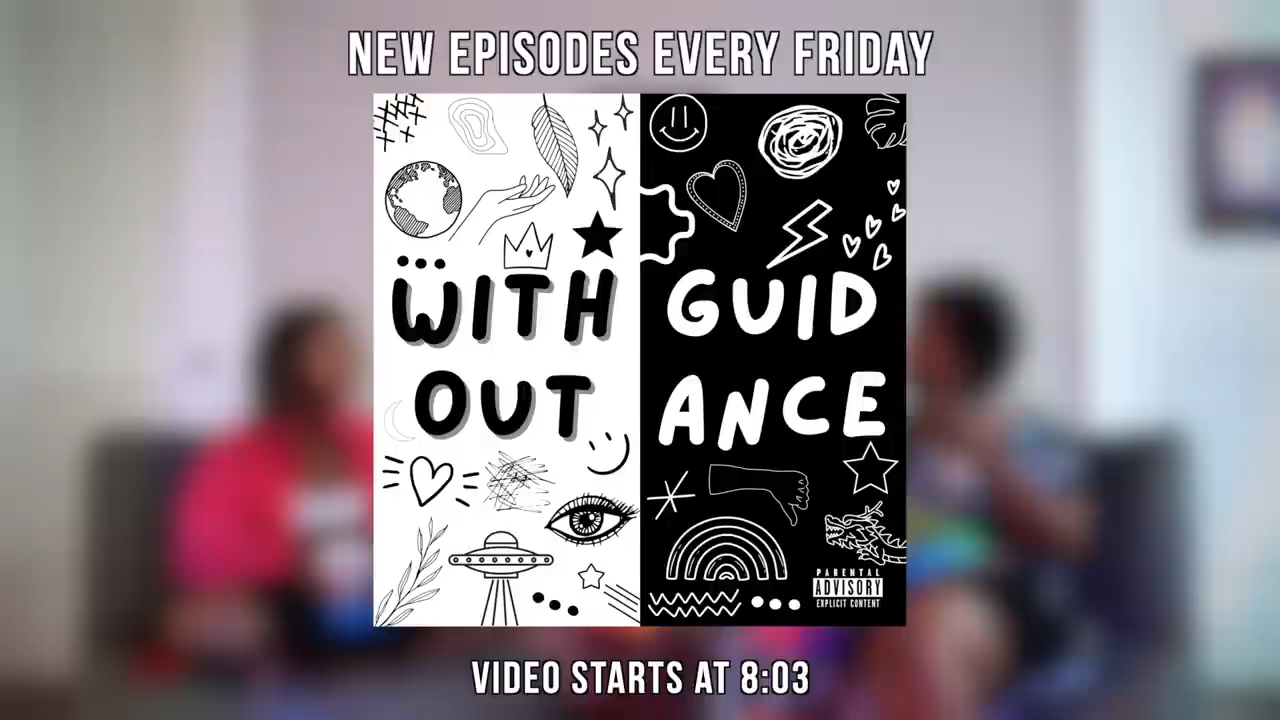 NEW EPISODES EVERY FRIDAY
WITH
OUT
GUID
ANCE
PARENTAL
ADVISORY
EXPLICIT CONTENT
VIDEO STARTS AT 8:03